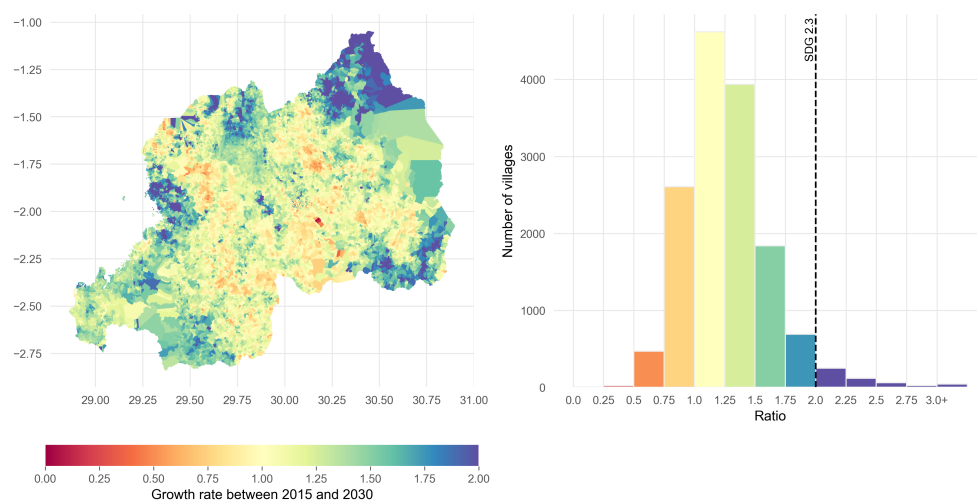 −1.00
−1.25
−1.50
−1.75
−2.00
−2.25
−2.50
−2.75
29.00 29.25 29.50 29.75 30.00 30.25 30.50 30.75 31.00
0.00 0.25 0.50 0.75 1.00 1.25 1.50 1.75 2.00
Growth rate between 2015 and 2030
Number of villages
4000
3000
2000
1000
0
SDG 2.3
0.0 0.25 0.5 0.75 1.0 1.25 1.5 1.75 2.0 2.25 2.5 2.75 3.0+
Ratio